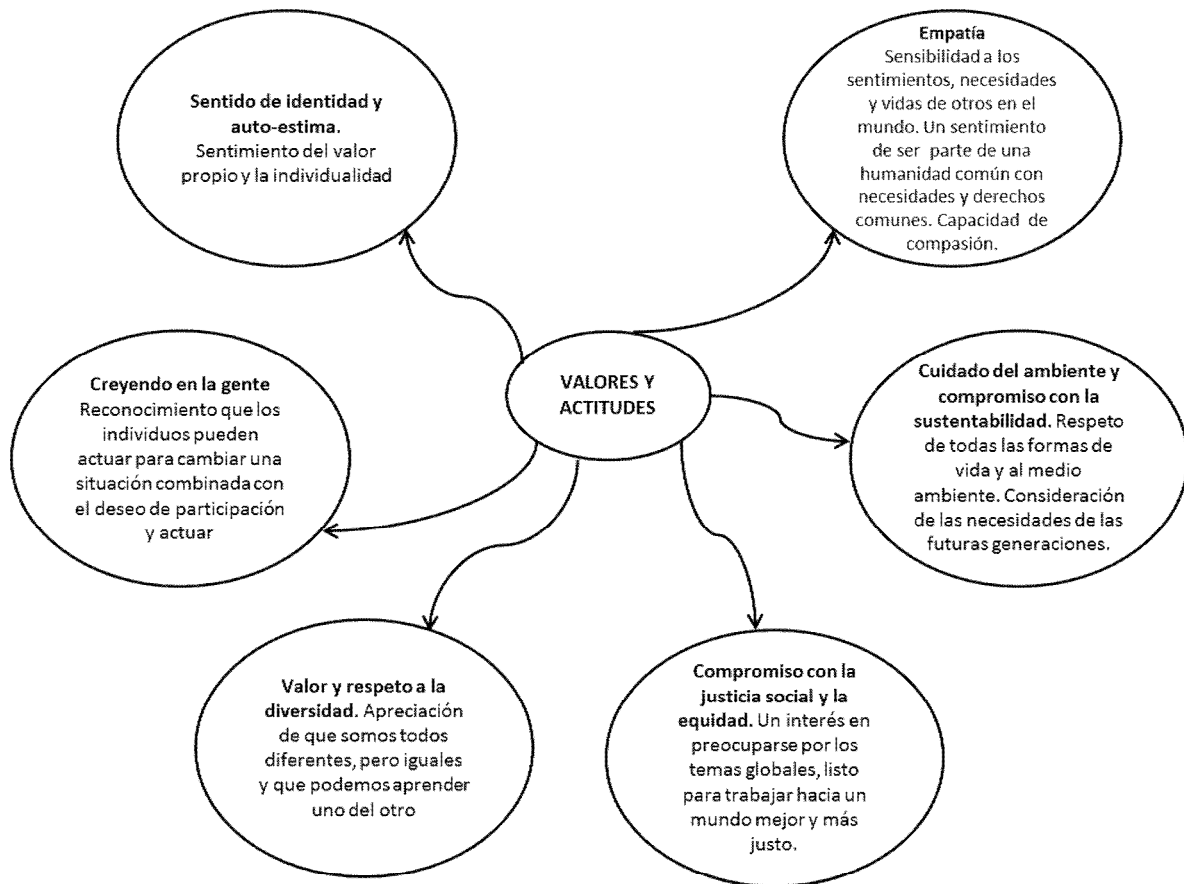 Sentido de identidad y
auto-estima.
Sentimiento del valor
propio y la individualidad
Empatía
Sensibilidad a los
sentimientos, necesidades
y vidas de otros en el
mundo. Un sentimiento
de ser parte de una
humanidad común con
necesidades y derechos
comunes. Capacidad de
compasión.
Creyendo en la gente
Reconocimiento que los
individuos pueden
actuar para cambiar una
situación combinada con
el deseo de participación
y actuar
VALORES Y
ACTITUDES
Cuidado del ambiente y
compromiso con la
sustentabilidad. Respeto
de todas las formas de
vida y al medio
ambiente. Consideración
de las necesidades de las
futuras generaciones.
Valor y respeto a la
diversidad. Apreciación
de que somos todos
diferentes, pero iguales
y que podemos aprender
uno del otro
Compromiso con la
justicia social y la
equidad. Un interés en
preocuparse por los
temas globales, listo
para trabajar hacia un
mundo mejor y más
justo.